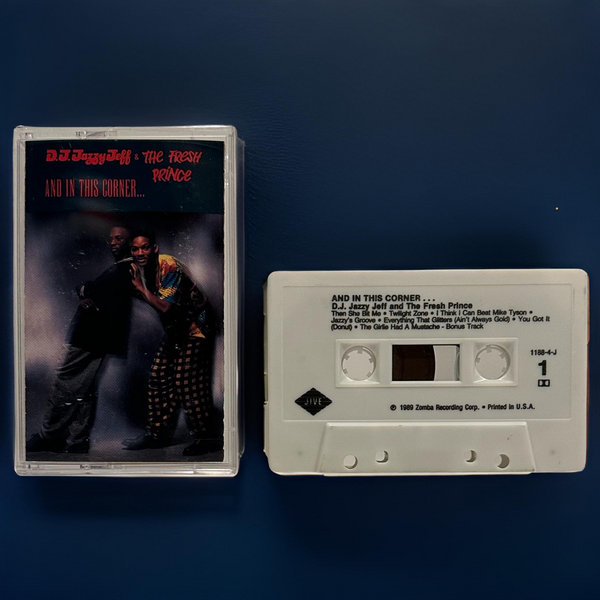 D.J. Jazzy Jeff & THE FRESH
PRINCE
AND IN THIS CORNER...
AND IN THIS CORNER . . .
D.J. Jazzy Jeff and The Fresh Prince
Then She Bit Me • Twilight Zone • I Think I Can Beat Mike Tyson •
Jazzy's Groove • Everything That Glitters (Ain't Always Gold) • You Got It
(Donut) • The Girlie Had A Mustache - Bonus Track
1188-4-J
1
JIVE
℗ 1989 Zomba Recording Corp. • Printed in U.S.A.